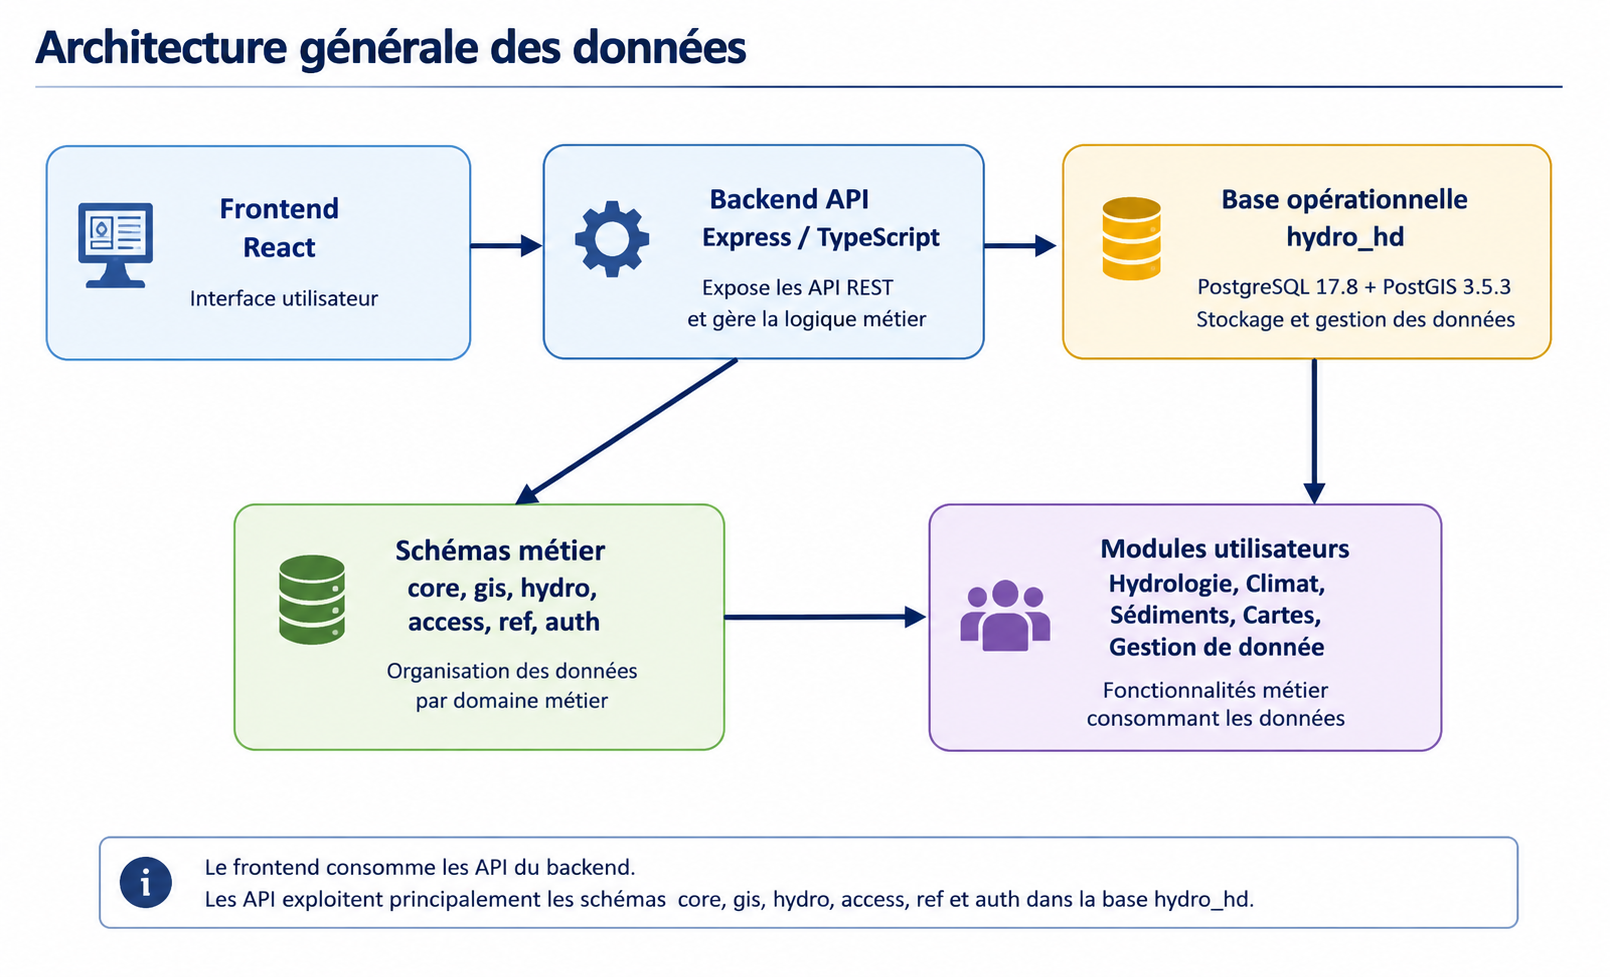 Architecture générale des données
Frontend
React
Interface utilisateur
Backend API
Express / TypeScript
Expose les API REST
et gère la logique métier
Base opérationnelle
hydro_hd
PostgreSQL 17.8 + PostGIS 3.5.3
Stockage et gestion des données
Schémas métier
core, gis, hydro,
access, ref, auth
Organisation des données
par domaine métier
Modules utilisateurs
Hydrologie, Climat,
Sédiments, Cartes,
Gestion de donnée
Fonctionnalités métier
consommant les données
i
Le frontend consomme les API du backend.
Les API exploitent principalement les schémas  core, gis, hydro, access, ref et auth dans la base hydro_hd.